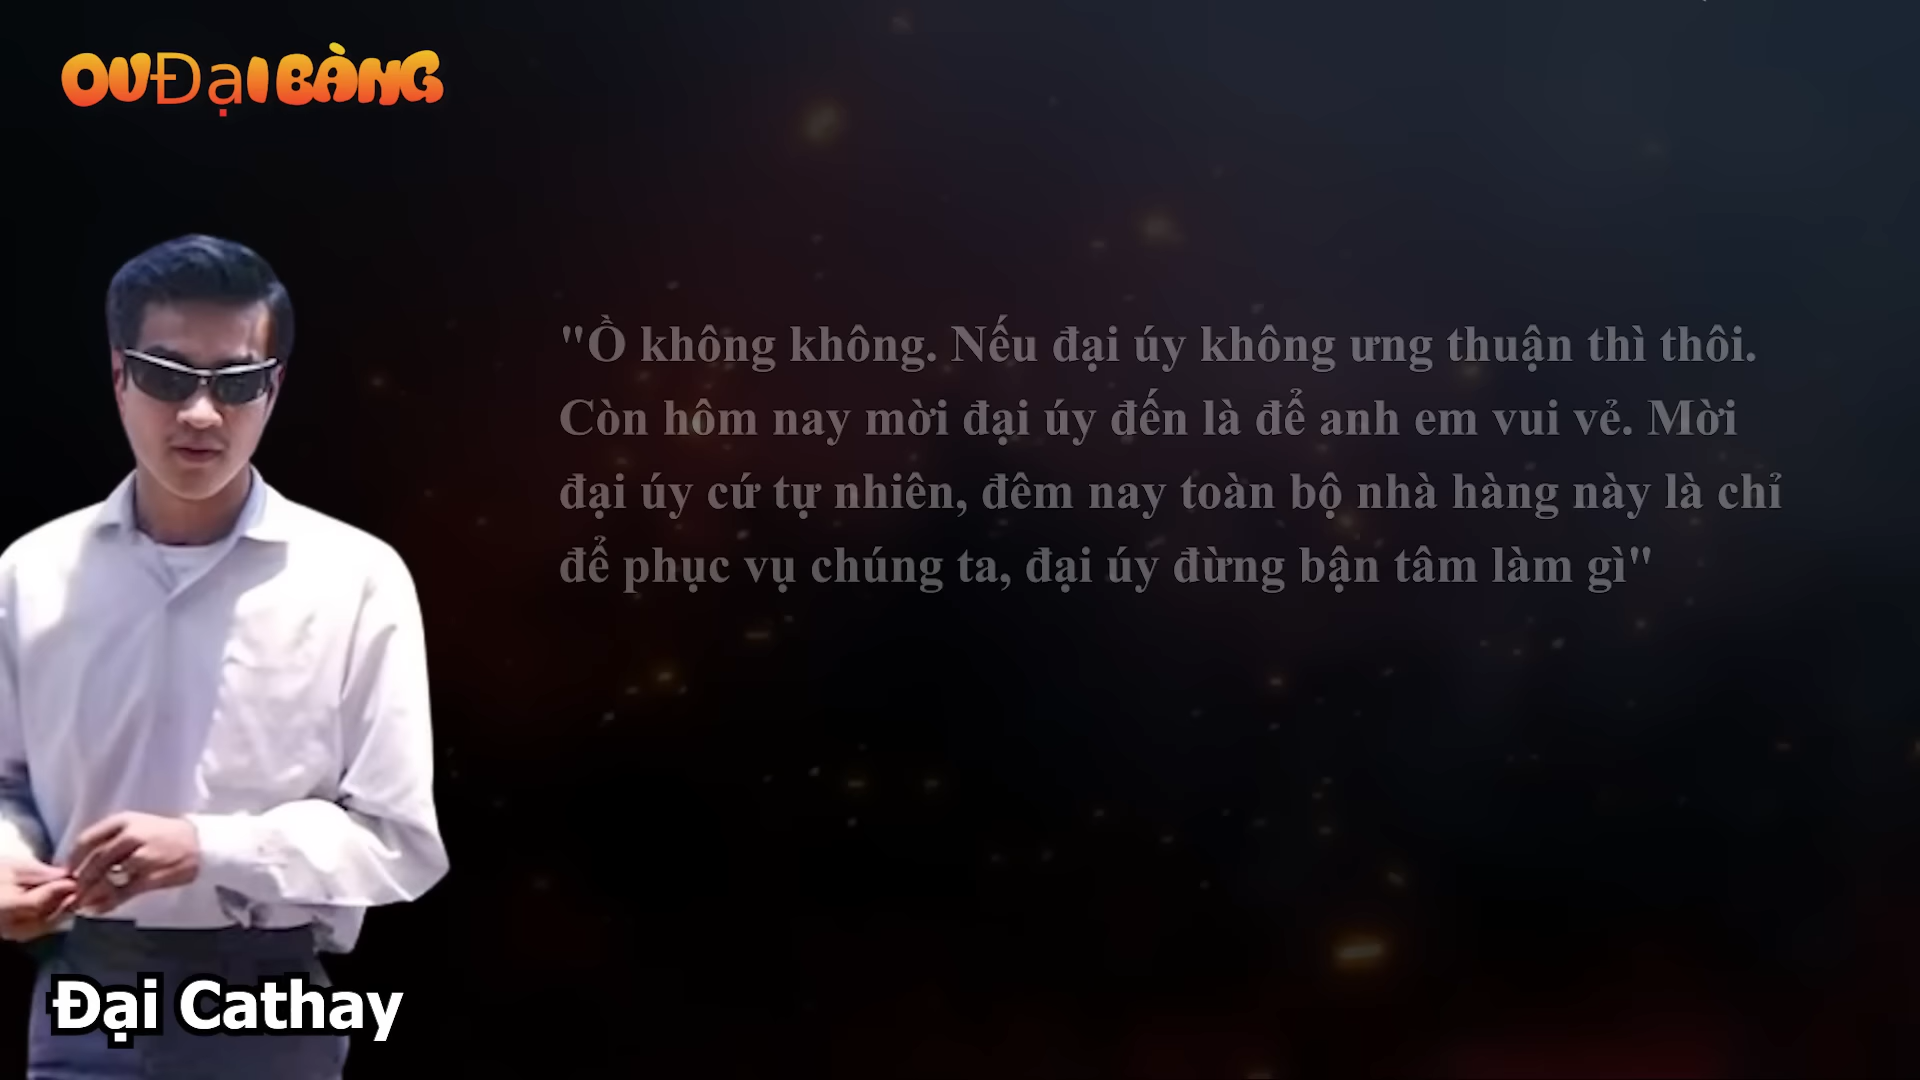 OUĐẠI BÀNG
"Ồ không không. Nếu đại úy không ưng thuận thì thôi.
Còn hôm nay mời đại úy đến là để anh em vui vẻ. Mời
đại úy cứ tự nhiên, đêm nay toàn bộ nhà hàng này là chỉ
để phục vụ chúng ta, đại úy đừng bận tâm làm gì"
Đại Cathay